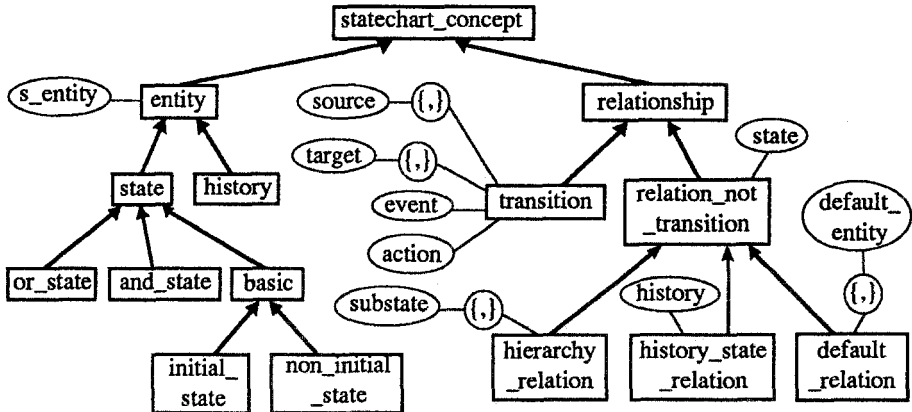 statechart_concept
s_entity
entity
source
{,}
relationship
target
{,}
state
state
history
event
transition
relation_not
_transition
default_
entity
action
or_state
and_state
basic
substate
{,}
history
{,}
initial_
state
non_initial
_state
hierarchy
_relation
history_state
_relation
default
_relation